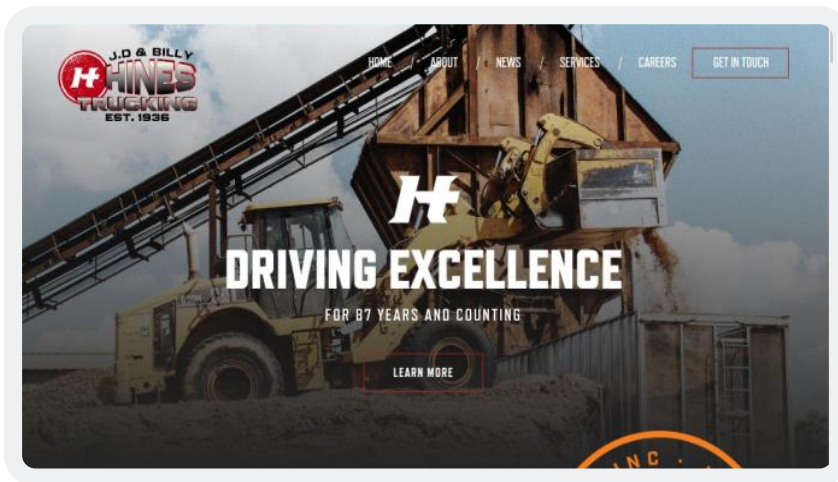 J.D & BILLY
H HINES
TRUCKING
EST. 1936
HOME / ABOUT / NEWS / SERVICES / CAREERS
GET IN TOUCH
H
DRIVING EXCELLENCE
FOR 87 YEARS AND COUNTING
LEARN MORE
INC .